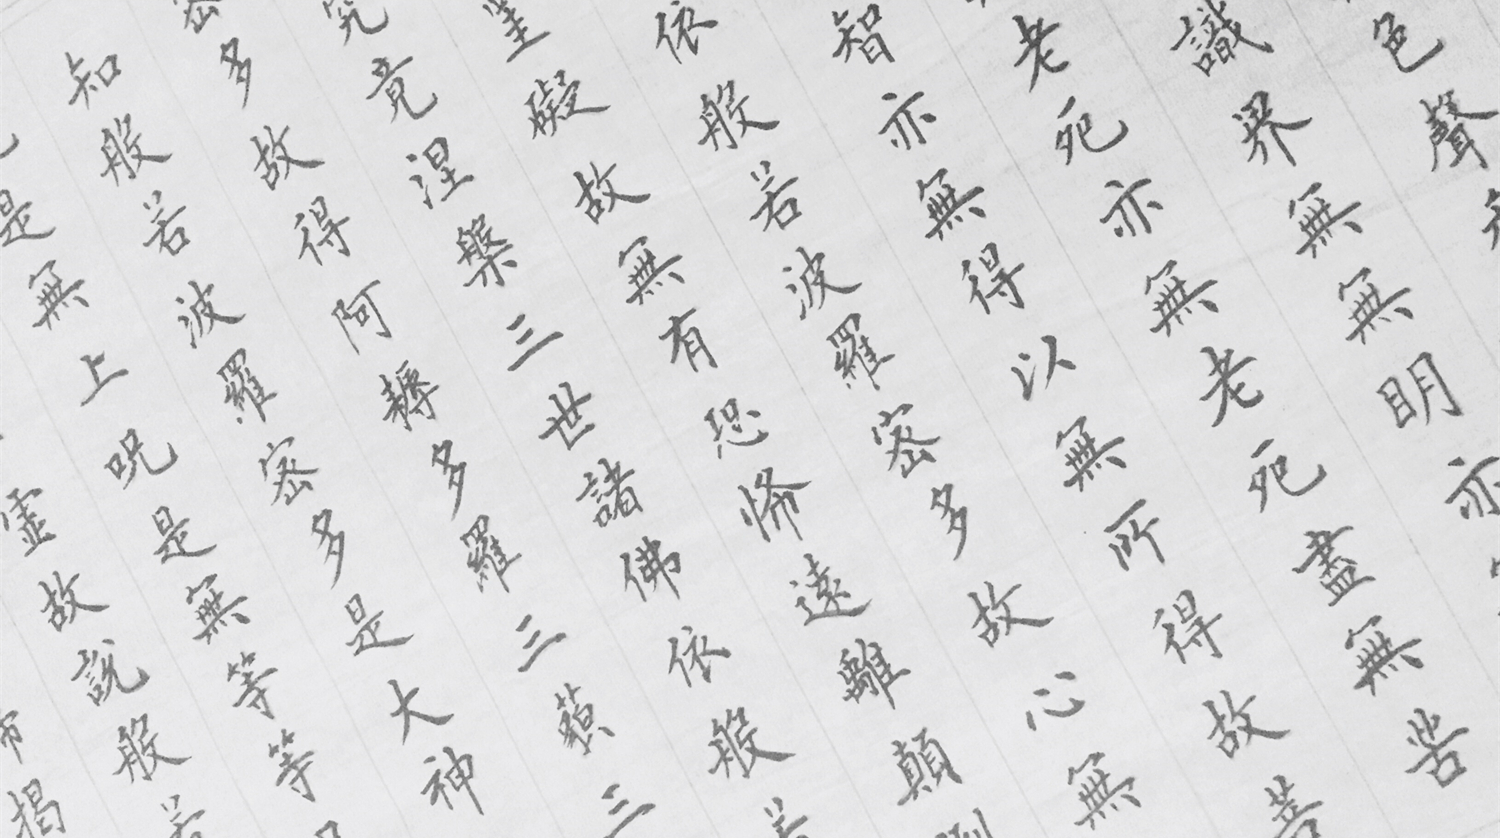 色聲
識界無無明亦
老死亦無老死盡無苦
智亦無得以無所得故菩
依般若波羅密多故心無
罣礙故無有恐怖遠離顛
究竟涅槃三世諸佛依般若
密多故得阿耨多羅三藐三
知般若波羅密多是大神
是無上呪是無等等
虛故說般若
揭